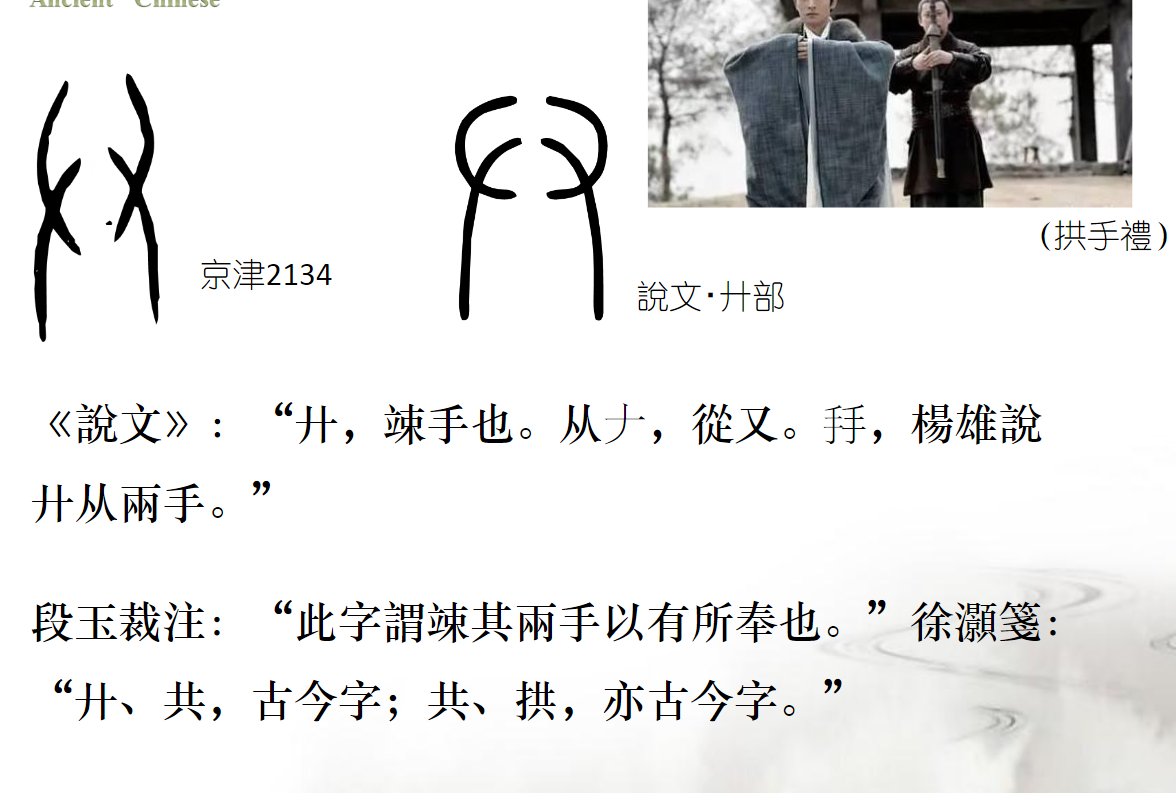 Ancient Chinese
(拱手禮)
京津2134
說文·廾部
《說文》：“廾，竦手也。从𠂇，從又。𢪙，楊雄說
廾从兩手。”
段玉裁注：“此字謂竦其兩手以有所奉也。”徐灝箋：
“廾、共，古今字；共、拱，亦古今字。”